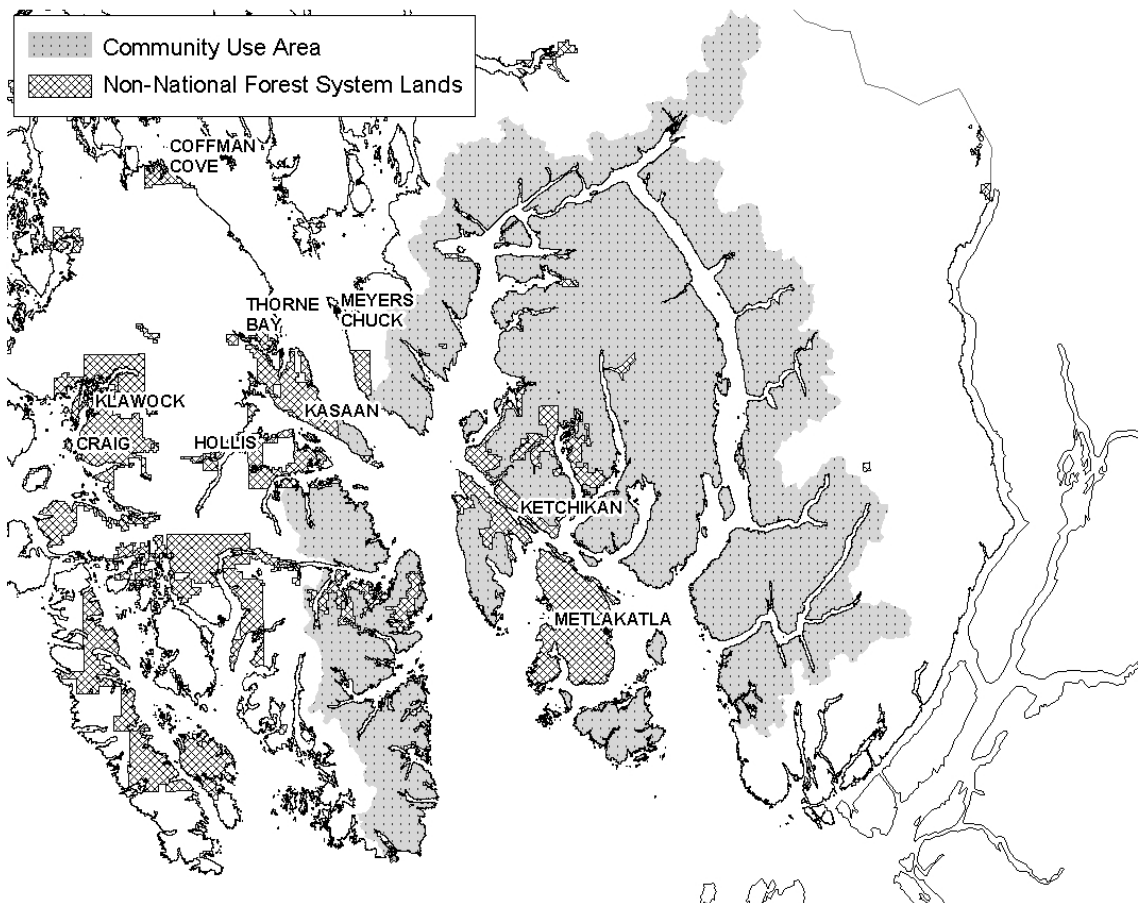 Community Use Area
Non-National Forest System Lands
COFFMAN
COVE
THORNE
BAY
MEYERS
CHUCK
KLAWOCK
KASAAN
CRAIG
HOLLIS
KETCHIKAN
METLAKATLA